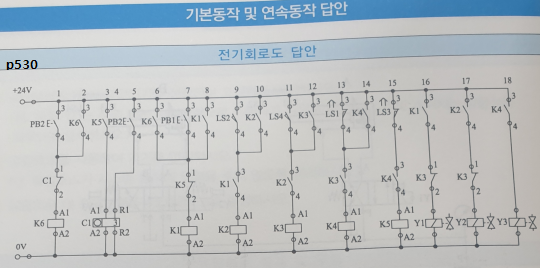 기본동작 및 연속동작 답안
전기회로도 답안
p530
+24V 1 2 3 4 5 6 7 8 9 10 11 12 13 14 15 16 17 18
PB2 K6 K5 PB2 K6 PB1 K1 LS2 K2 LS4 K3 LS1 K4 LS3 K1 K2 K4
C1 K5 K1 K2 K3 K4 K3 K3
K6 A1 A2 C1 A1 A2 R1 R2 K1 A1 A2 K2 A1 A2 K3 A1 A2 K4 A1 A2 K5 A1 A2 Y1 Y2 Y3
0V